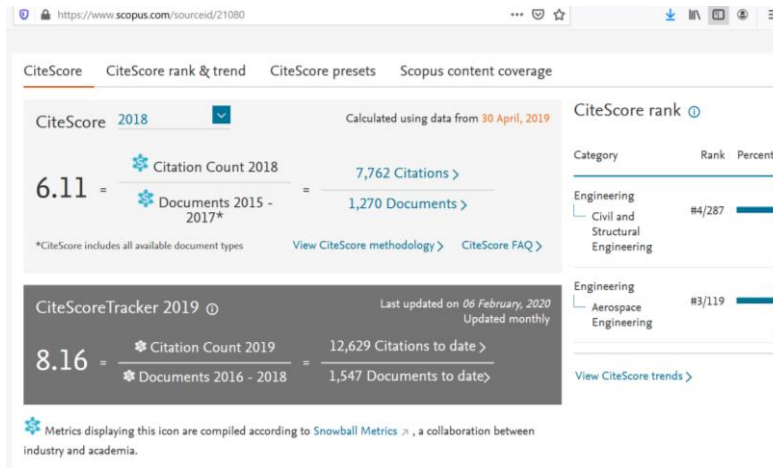 https://www.scopus.com/sourceid/21080
CiteScore CiteScore rank & trend CiteScore presets Scopus content coverage
CiteScore 2018
Calculated using data from 30 April, 2019
6.11 = Citation Count 2018 = 7,762 Citations >
Documents 2015 - 2017*
1,270 Documents >
*CiteScore includes all available document types
View CiteScore methodology > CiteScore FAQ >
CiteScoreTracker 2019
Last updated on 06 February, 2020
Updated monthly
8.16 = Citation Count 2019 = 12,629 Citations to date >
Documents 2016 - 2018 1,547 Documents to date>
Metrics displaying this icon are compiled according to Snowball Metrics , a collaboration between
industry and academia.
CiteScore rank
Category Rank Percent
Engineering
Civil and
Structural
Engineering
#4/287
Engineering
Aerospace
Engineering
#3/119
View CiteScore trends >